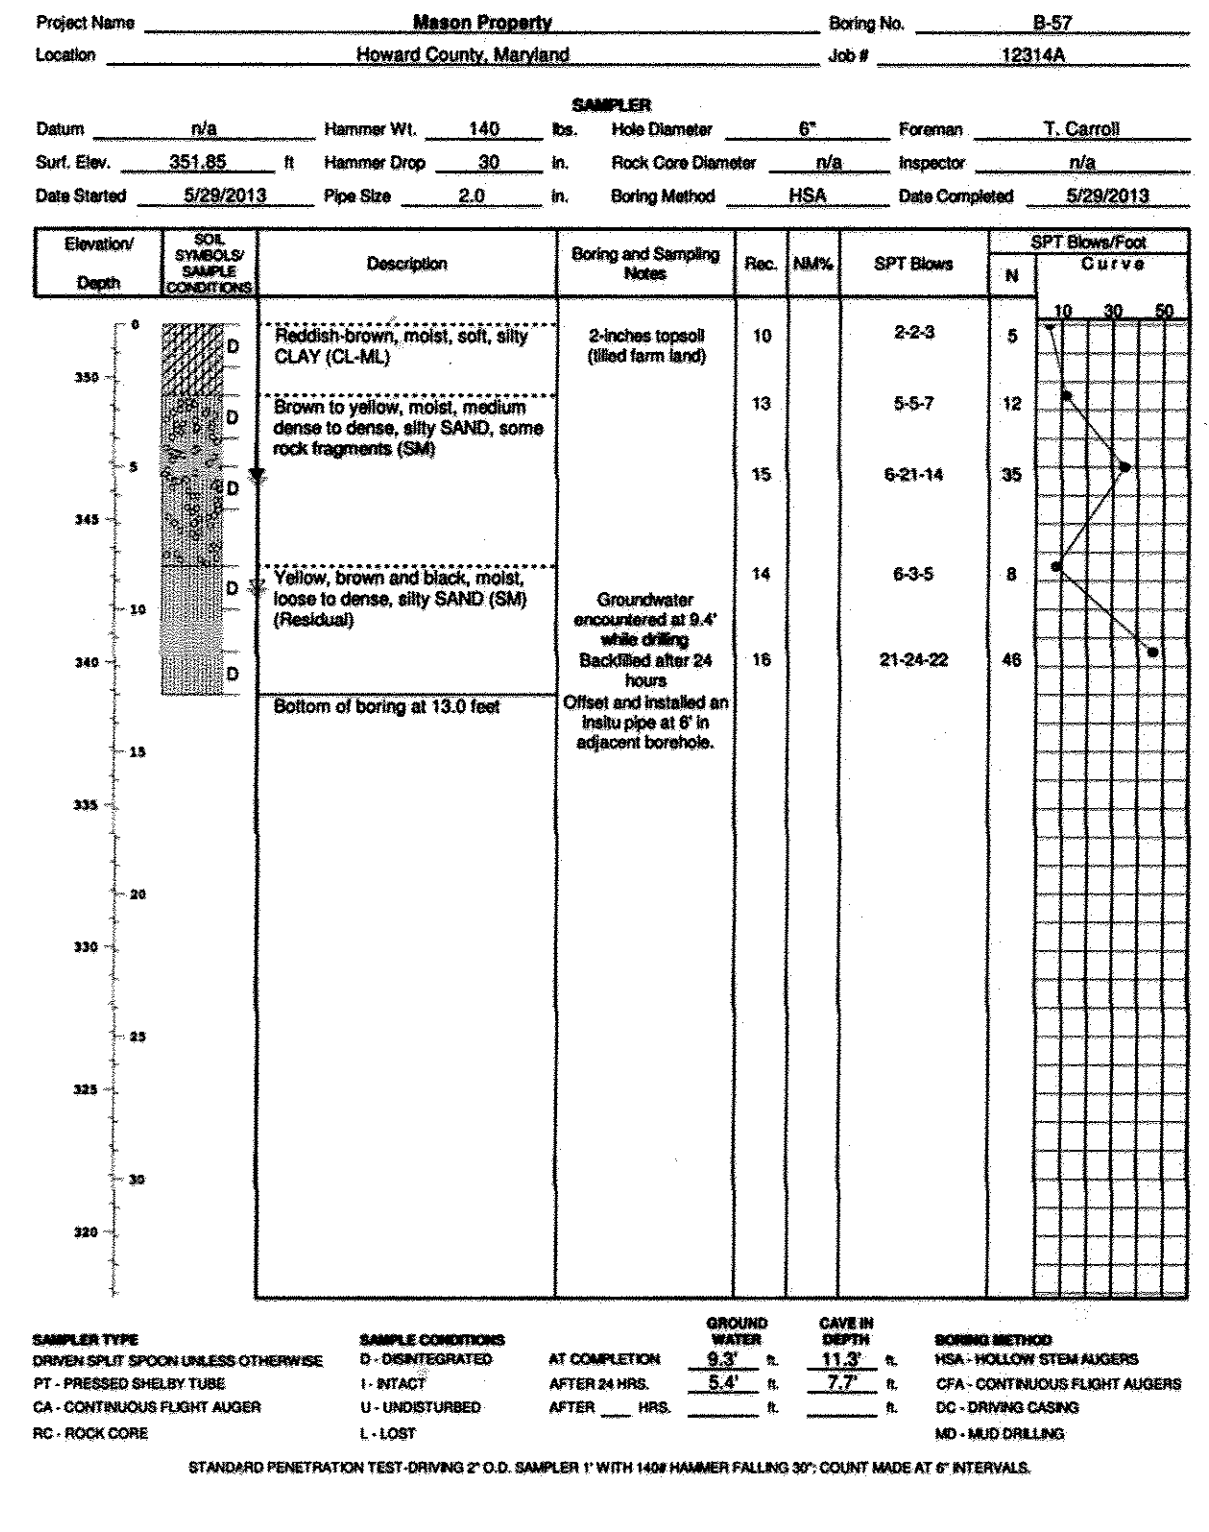 Project Name Mason Property Boring No. B-57
Location Howard County, Maryland Job # 12314A
SAMPLER
Datum n/a Hammer Wt. 140 lbs. Hole Diameter 6" Foreman T. Carroll
Surf. Elev. 351.85 ft Hammer Drop 30 in. Rock Core Diameter n/a Inspector n/a
Date Started 5/29/2013 Pipe Size 2.0 in. Boring Method HSA Date Completed 5/29/2013
Elevation/
Depth
SOIL
SYMBOLS/
SAMPLE
CONDITIONS
Description
Boring and Sampling
Notes
Rec.
NM%
SPT Blows
SPT Blows/Foot
Curve
N
10 30 50
0
D
Reddish-brown, moist, soft, silty
CLAY (CL-ML)
2-inches topsoil
(tilled farm land)
10 2-2-3 5
350
D
Brown to yellow, moist, medium
dense to dense, silty SAND, some
rock fragments (SM)
13 5-5-7 12
5
D
15 6-21-14 35
345
D
Yellow, brown and black, moist,
loose to dense, silty SAND (SM)
(Residual)
14 6-3-5 8
10
Groundwater
encountered at 9.4'
while drilling
Backfilled after 24
hours
340
D
16 21-24-22 46
Bottom of boring at 13.0 feet
Offset and installed an
insitu pipe at 6' in
adjacent borehole.
15
335
20
330
25
325
30
320
SAMPLER TYPE
DRIVEN SPLIT SPOON UNLESS OTHERWISE
PT - PRESSED SHELBY TUBE
CA - CONTINUOUS FLIGHT AUGER
RC - ROCK CORE
SAMPLE CONDITIONS
D - DISINTEGRATED
I - INTACT
U - UNDISTURBED
L - LOST
GROUND
WATER
CAVE IN
DEPTH
AT COMPLETION 9.3' ft. 11.3' ft.
AFTER 24 HRS. 5.4' ft. 7.7' ft.
AFTER ___ HRS. ft. ft.
BORING METHOD
HSA - HOLLOW STEM AUGERS
CFA - CONTINUOUS FLIGHT AUGERS
DC - DRIVING CASING
MD - MUD DRILLING
STANDARD PENETRATION TEST-DRIVING 2" O.D. SAMPLER 1' WITH 140# HAMMER FALLING 30"; COUNT MADE AT 6" INTERVALS.